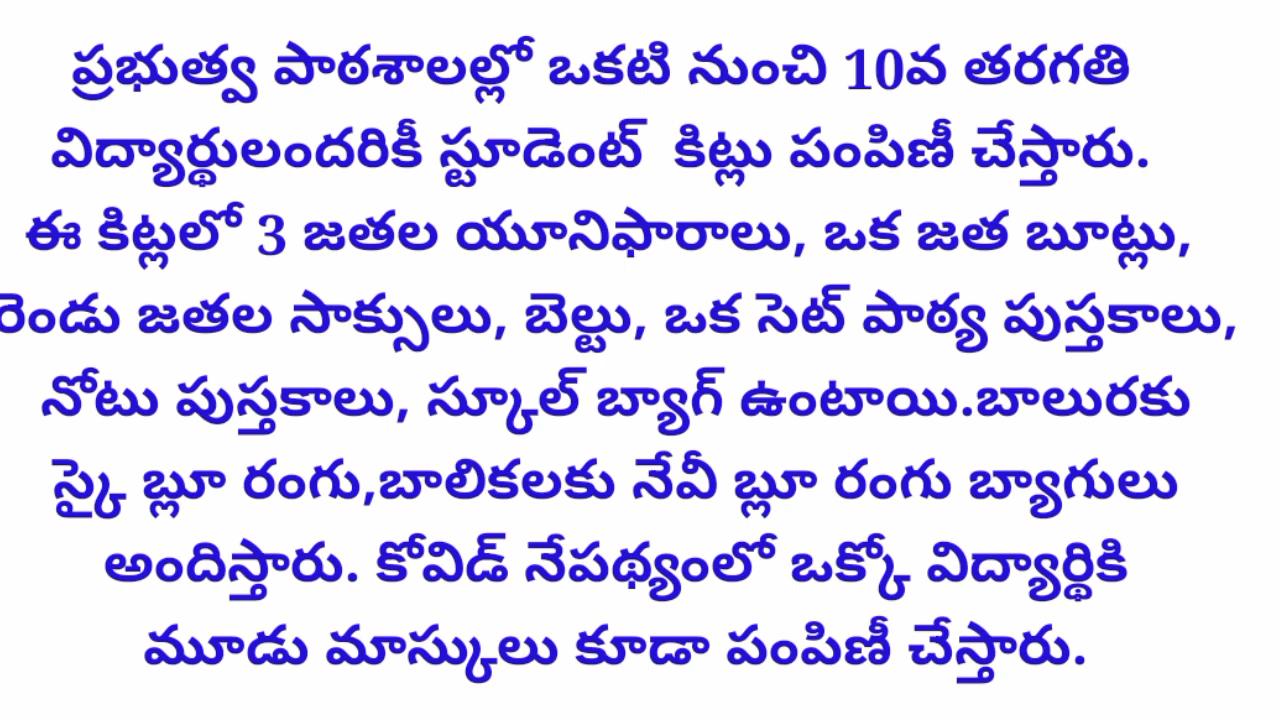 ప్రభుత్వ పాఠశాలల్లో ఒకటి నుంచి 10వ తరగతి
విద్యార్థులందరికీ స్టూడెంట్ కిట్లు పంపిణీ చేస్తారు.
ఈ కిట్లలో 3 జతల యూనిఫారాలు, ఒక జత బూట్లు,
రెండు జతల సాక్సులు, బెల్టు, ఒక సెట్ పాఠ్య పుస్తకాలు,
నోటు పుస్తకాలు, స్కూల్ బ్యాగ్ ఉంటాయి.బాలురకు
స్కై బ్లూ రంగు,బాలికలకు నేవీ బ్లూ రంగు బ్యాగులు
అందిస్తారు. కోవిడ్ నేపథ్యంలో ఒక్కో విద్యార్థికి
మూడు మాస్కులు కూడా పంపిణీ చేస్తారు.